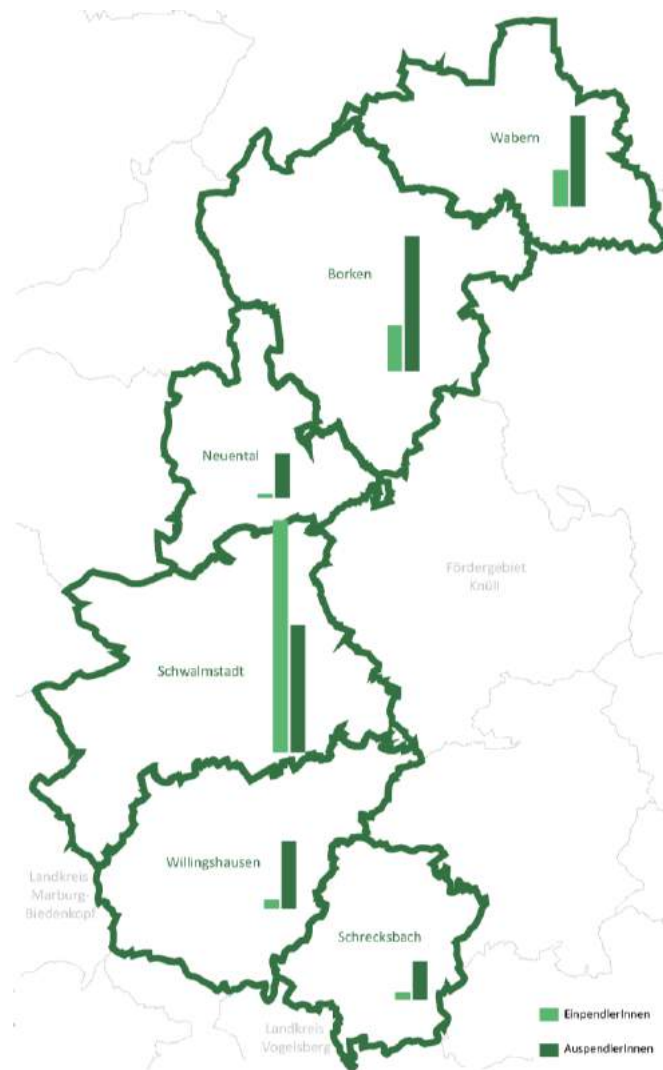 Wabern
Borken
Neuental
Fördergebiet
Knüll
Schwalmstadt
Willingshausen
Landkreis
Marburg-
Biedenkopf
Schrecksbach
Landkreis
Vogelsberg
EinpendlerInnen
AuspendlerInnen